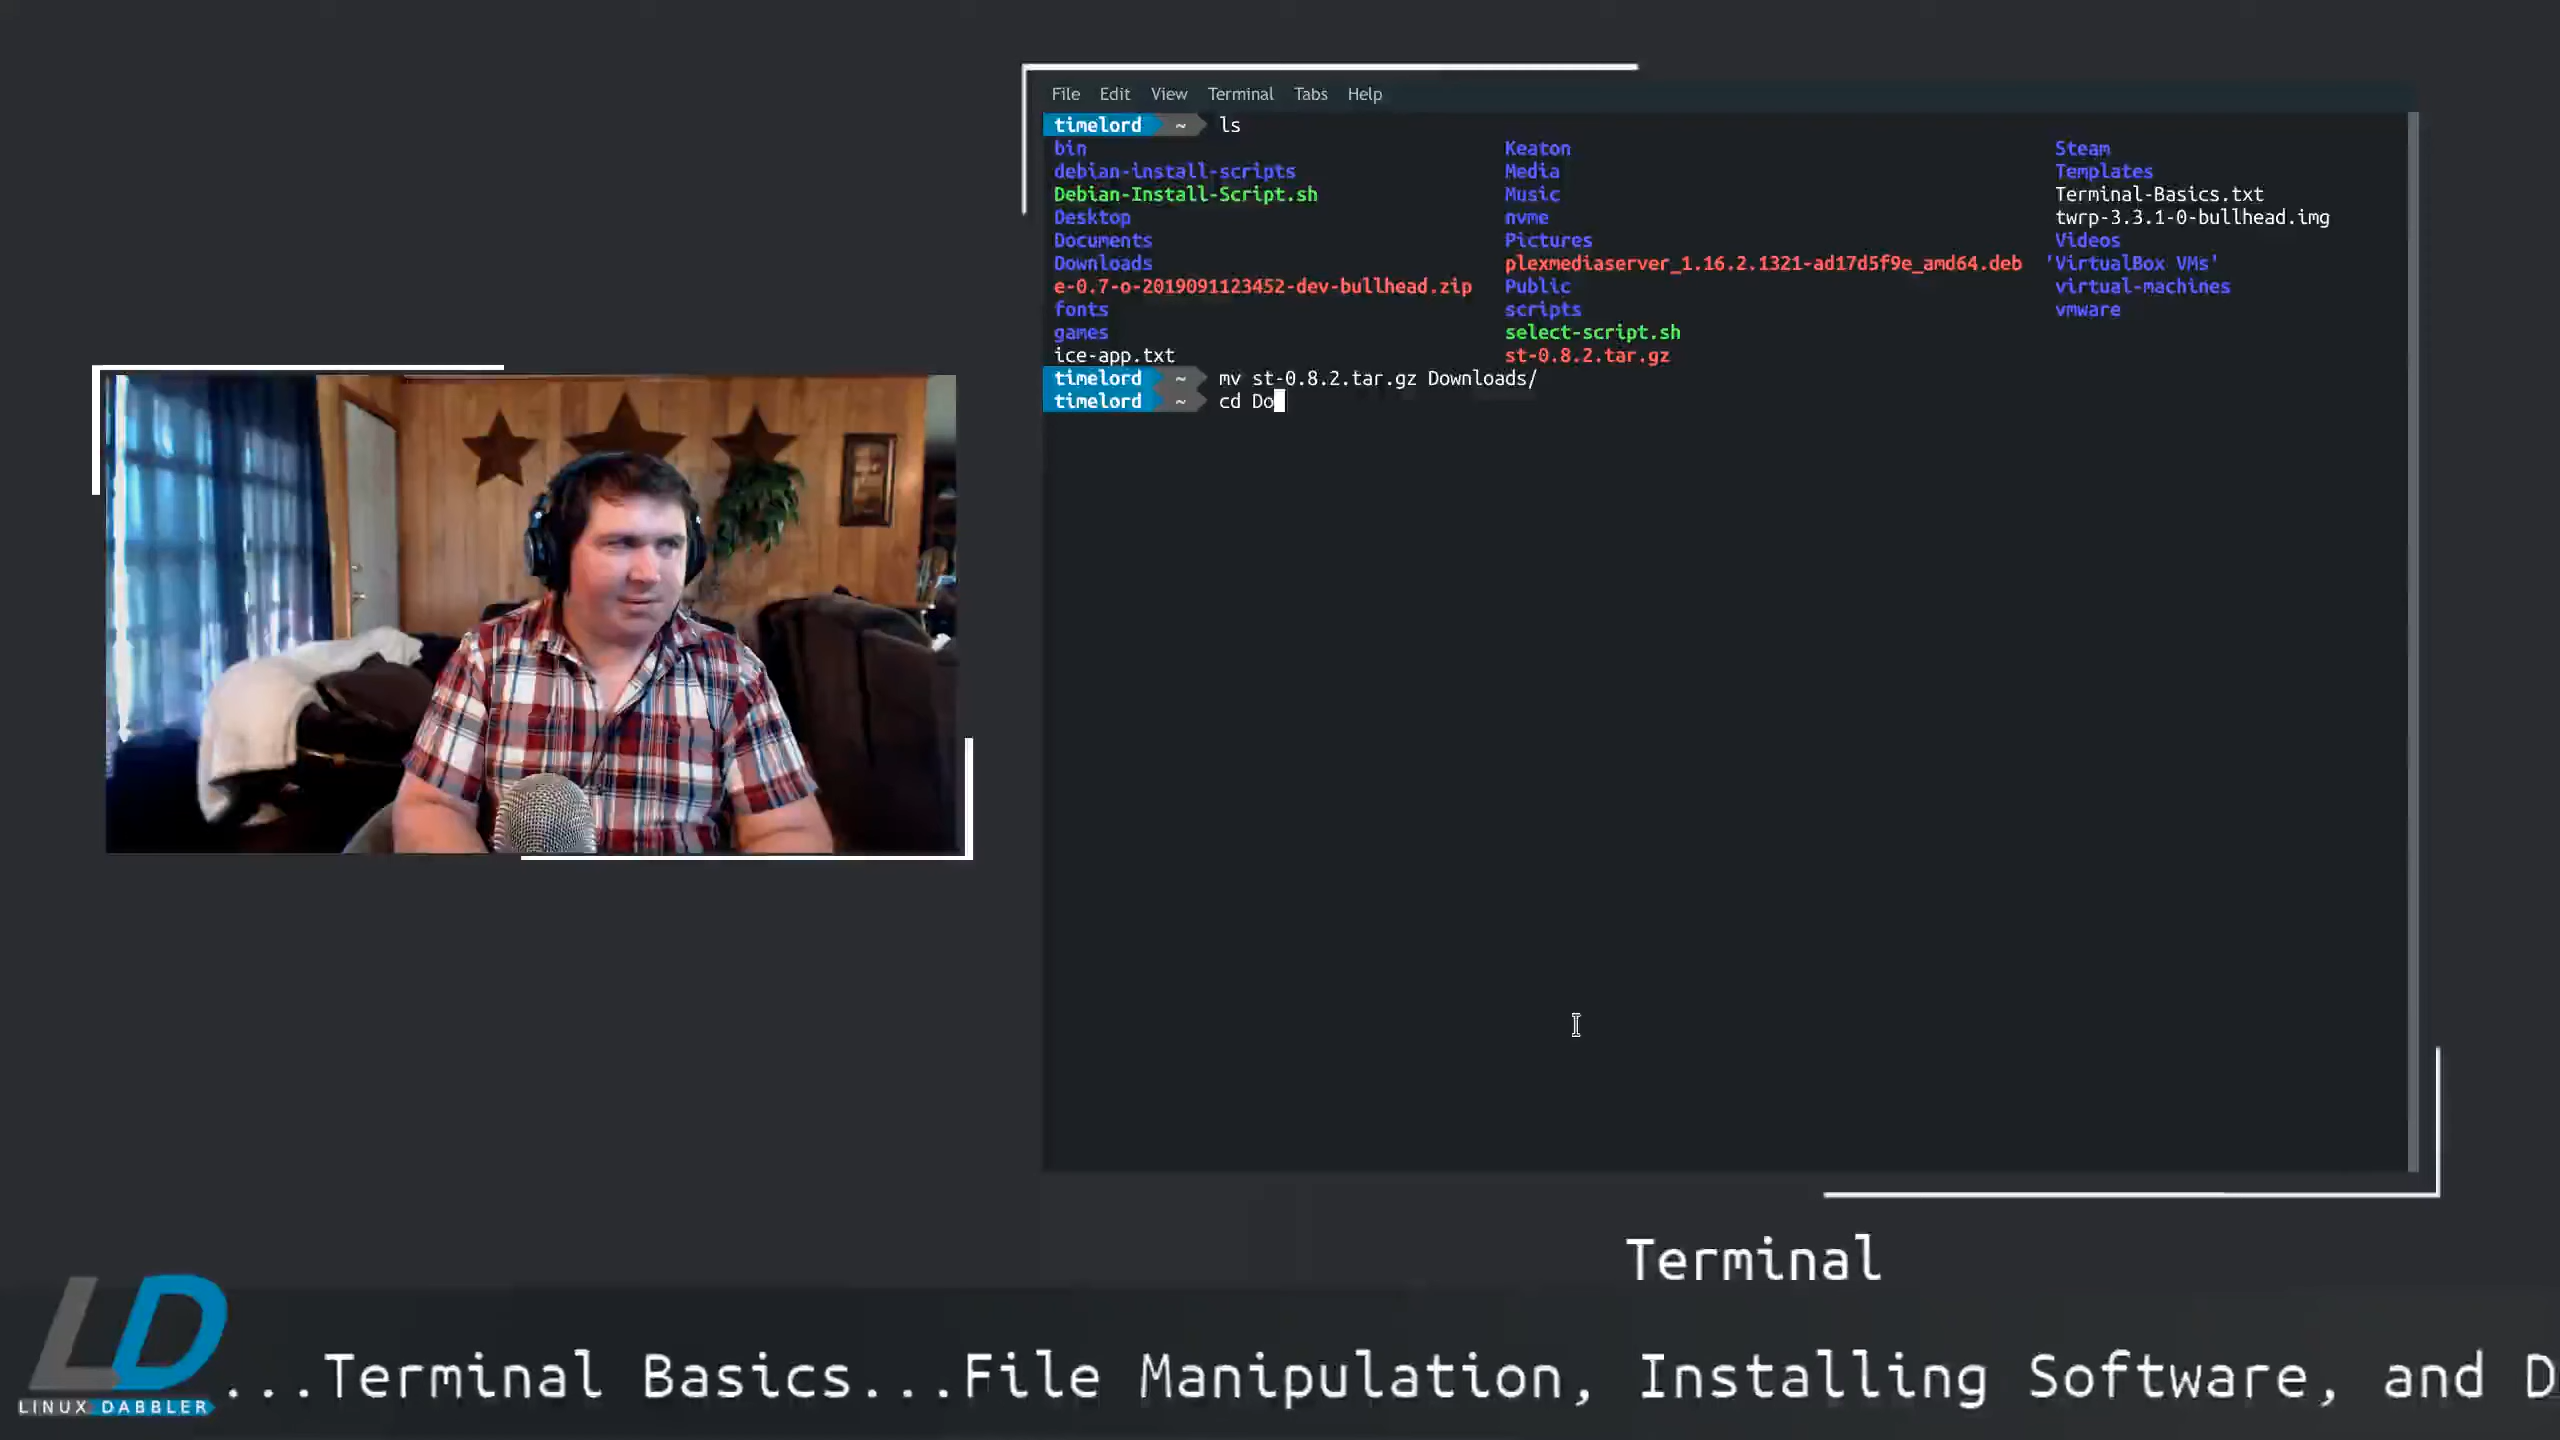 File Edit View Terminal Tabs Help
timelord ~ ls
bin Keaton Steam
debian-install-scripts Media Templates
Debian-Install-Script.sh Music Terminal-Basics.txt
Desktop nvme twrp-3.3.1-0-bullhead.img
Documents Pictures Videos
Downloads plexmediaserver_1.16.2.1321-ad17d5f9e_amd64.deb 'VirtualBox VMs'
e-0.7-o-2019091123452-dev-bullhead.zip Public virtual-machines
fonts scripts vmware
games select-script.sh
ice-app.txt st-0.8.2.tar.gz
timelord ~ mv st-0.8.2.tar.gz Downloads/
timelord ~ cd Do
Terminal
LD
LINUX DABBLER
...Terminal Basics...File Manipulation, Installing Software, and D